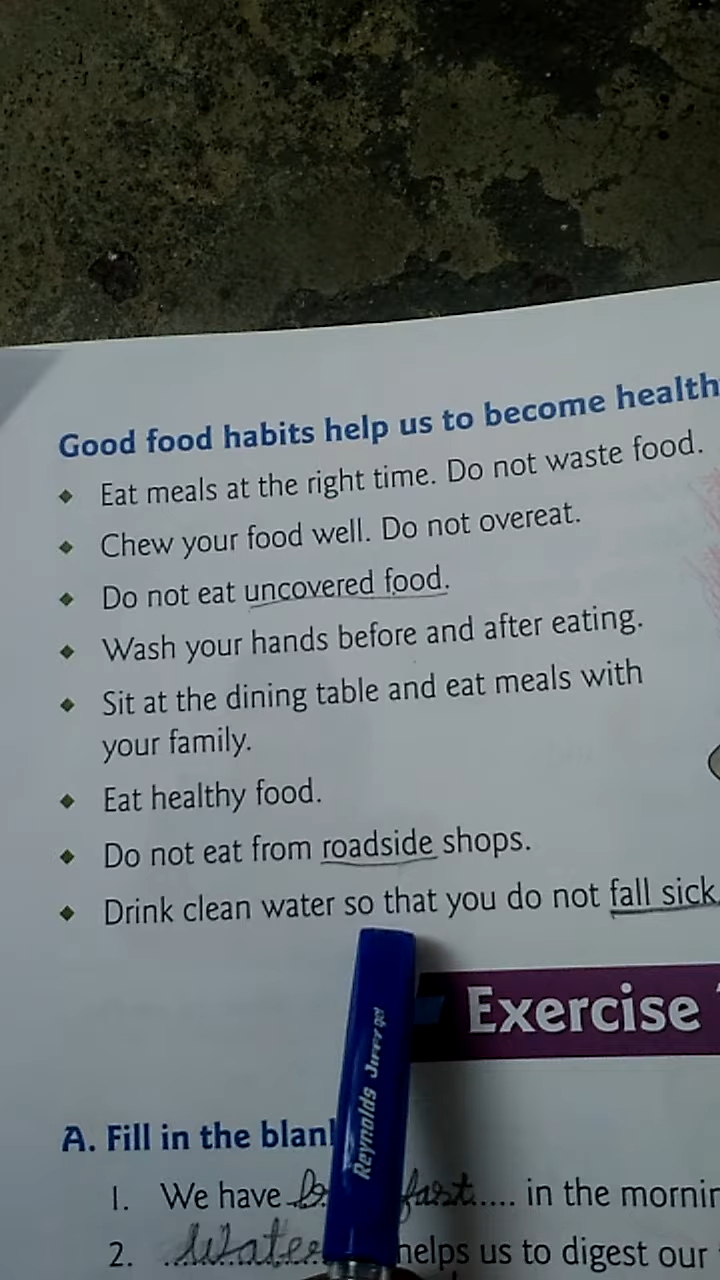 Good food habits help us to become health
Eat meals at the right time. Do not waste food.
Chew your food well. Do not overeat.
Do not eat uncovered food.
Wash your hands before and after eating.
Sit at the dining table and eat meals with
your family.
Eat healthy food.
Do not eat from roadside shops.
Drink clean water so that you do not fall sick.
Exercise
Reynolds JIFFY gel
A. Fill in the blan
1. We have b fast..... in the mornin
2. Wate helps us to digest our